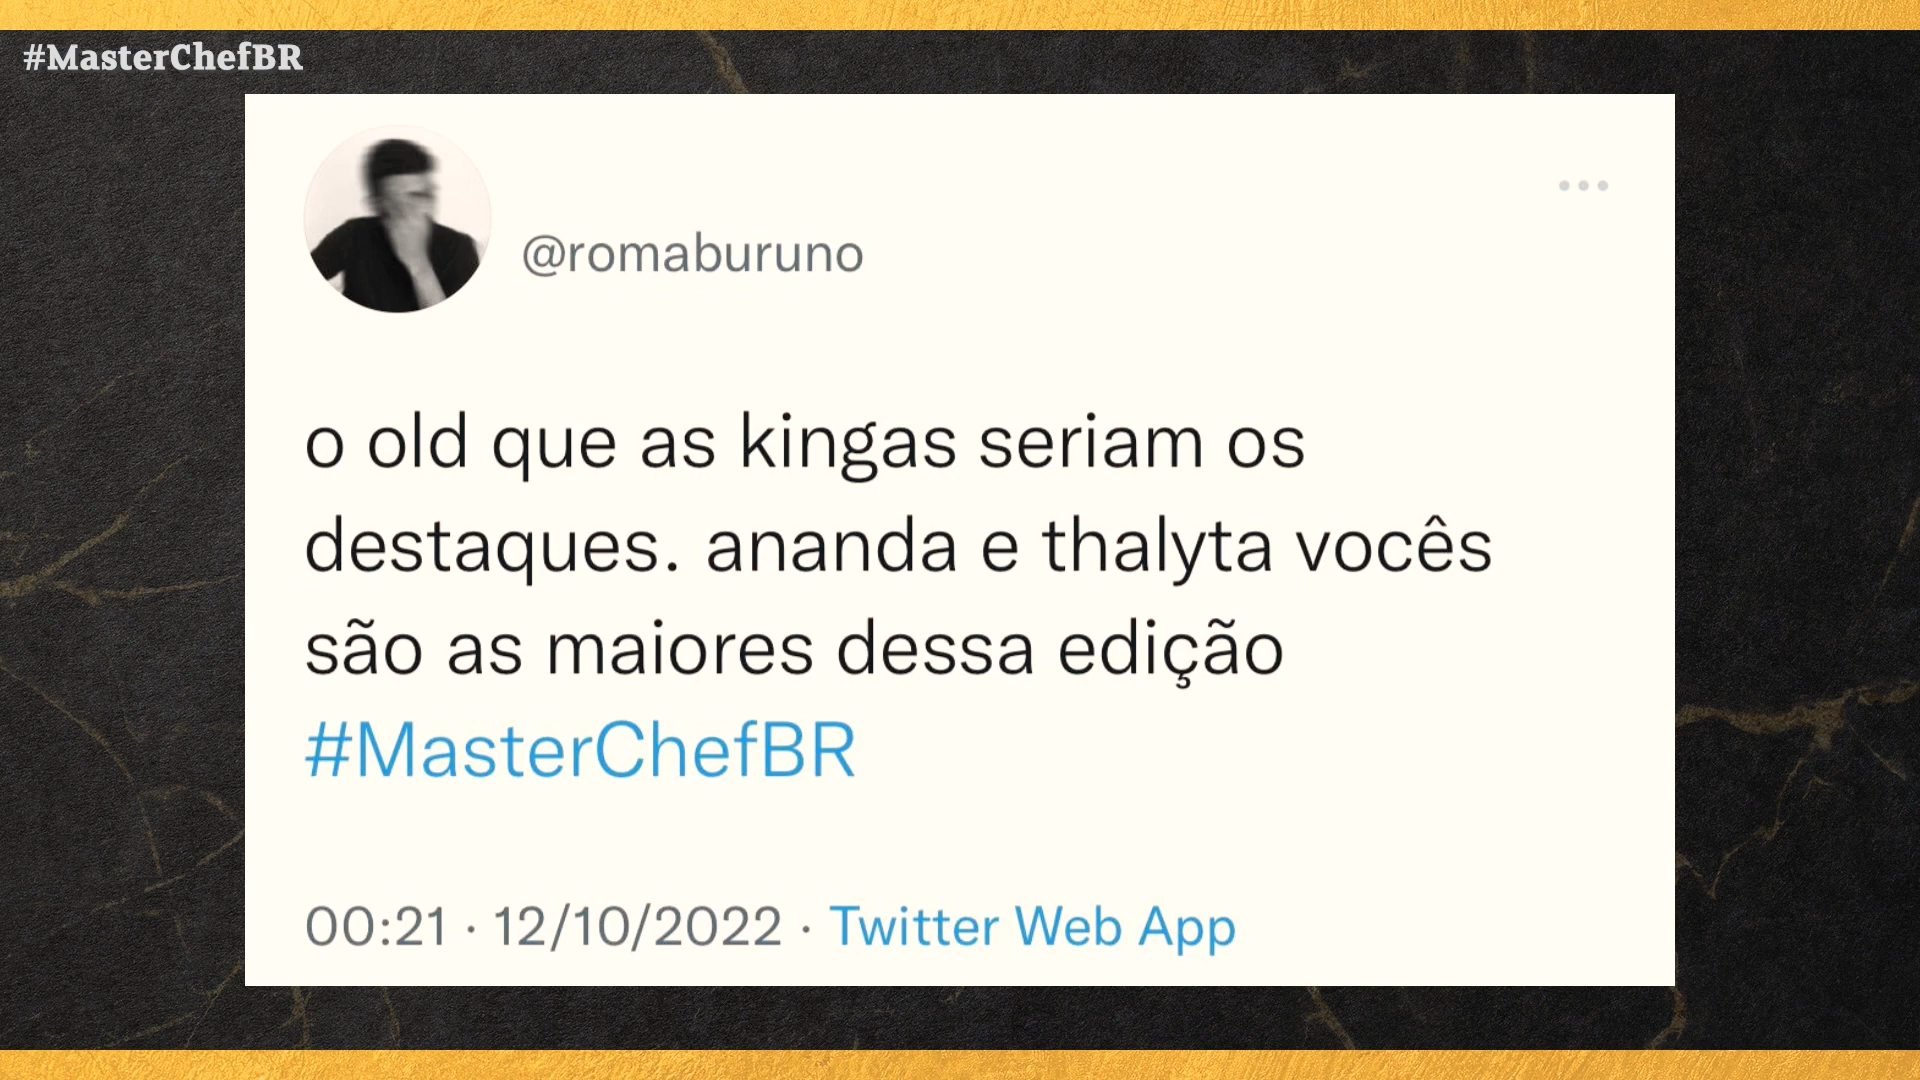 #MasterChefBR
@romaburuno
o old que as kingas seriam os
destaques. ananda e thalyta vocês
são as maiores dessa edição
#MasterChefBR
00:21 · 12/10/2022 · Twitter Web App